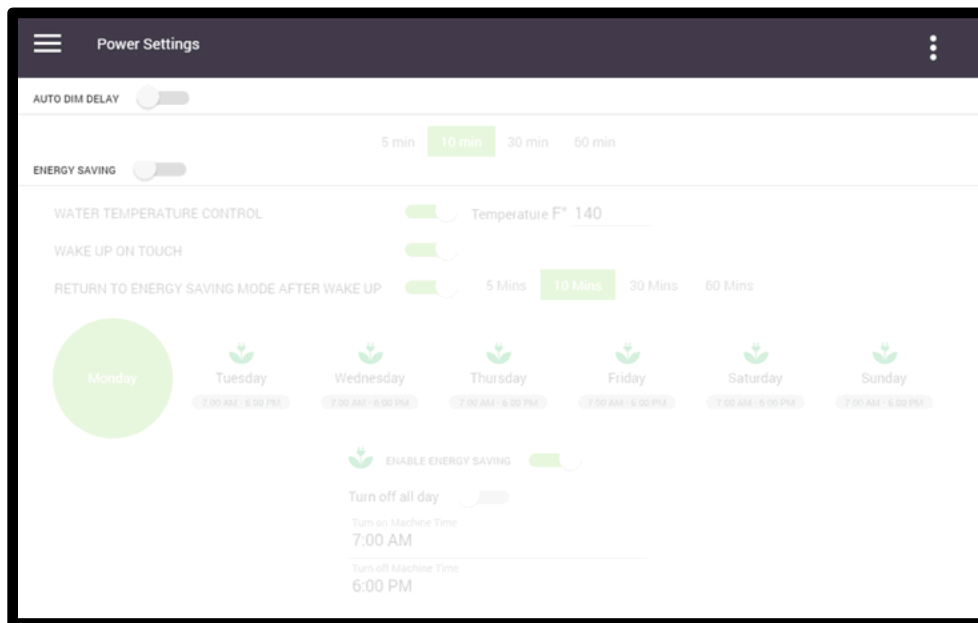 Power Settings
AUTO DIM DELAY
5 min 10 min 30 min 60 min
ENERGY SAVING
WATER TEMPERATURE CONTROL Temperature F° 140
WAKE UP ON TOUCH
RETURN TO ENERGY SAVING MODE AFTER WAKE UP 5 Mins 10 Mins 30 Mins 60 Mins
Monday Tuesday Wednesday Thursday Friday Saturday Sunday
7:00 AM - 6:00 PM 7:00 AM - 6:00 PM 7:00 AM - 6:00 PM 7:00 AM - 6:00 PM 7:00 AM - 6:00 PM 7:00 AM - 6:00 PM
ENABLE ENERGY SAVING
Turn off all day
Turn on Machine Time
7:00 AM
Turn off Machine Time
6:00 PM